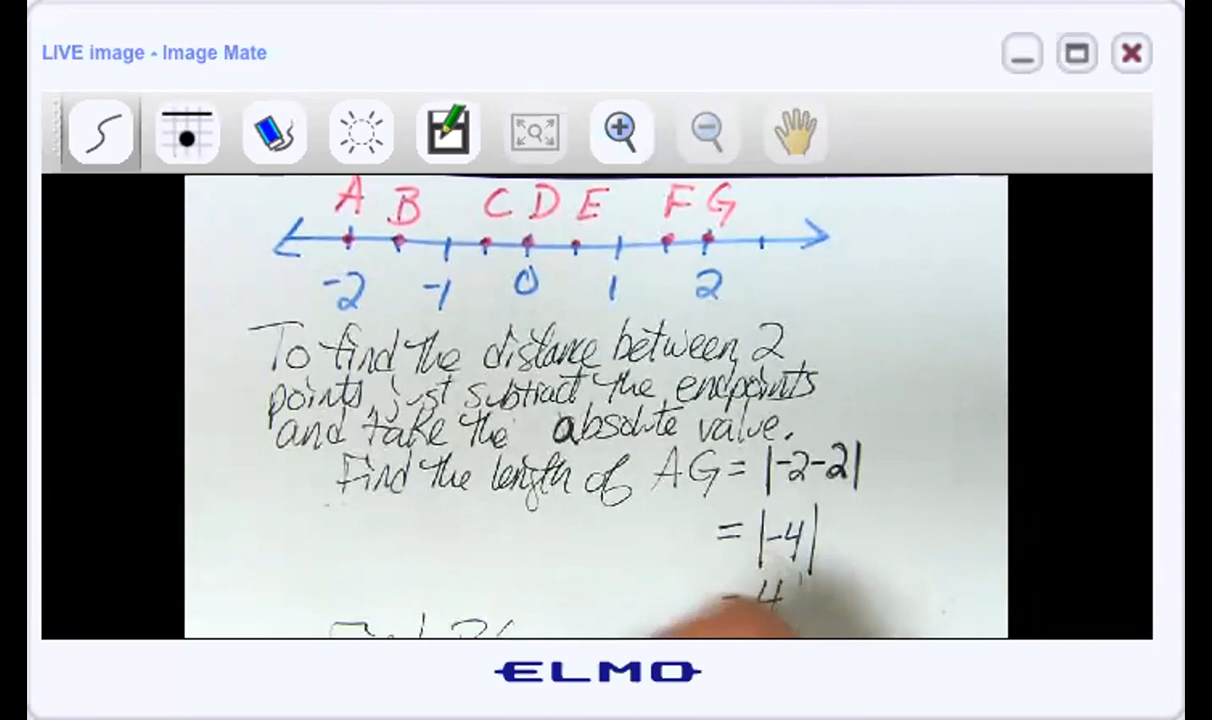 LIVE image - Image Mate
A B C D E F G
-2 -1 0 1 2
To find the distance between 2
points just subtract the endpoints
and take the absolute value.
Find the length of AG = |-2-2|
= |-4|
4
ELMO